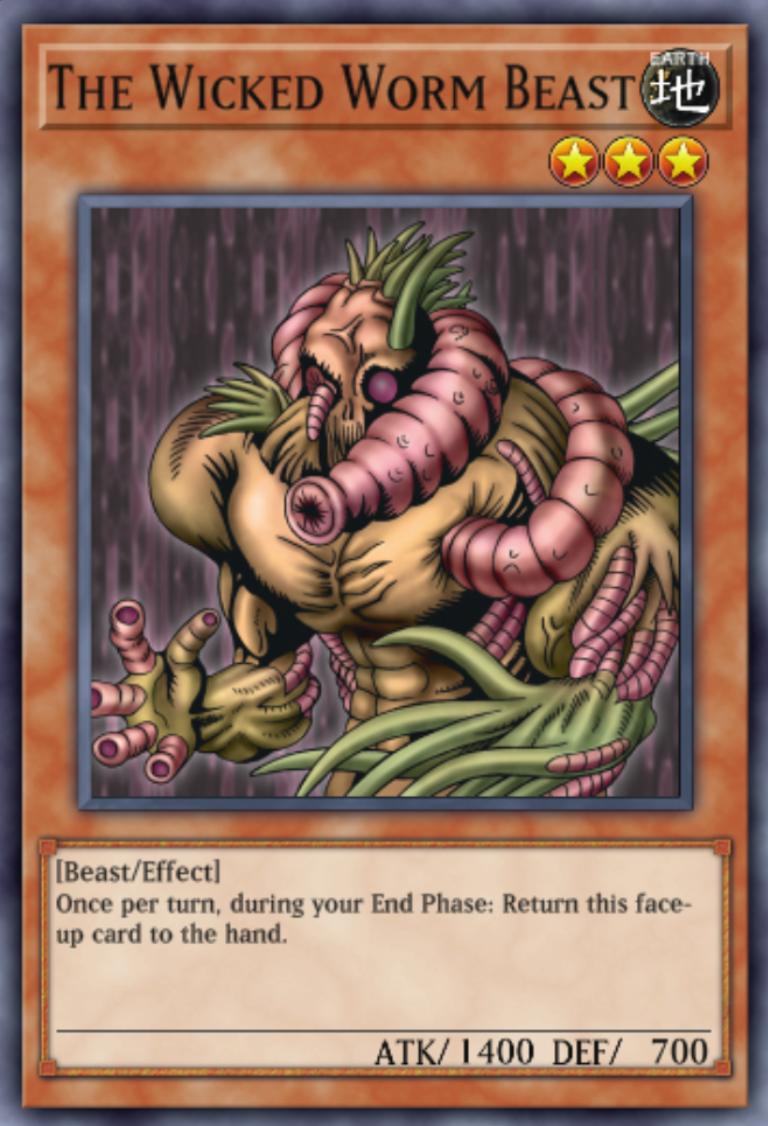 THE WICKED WORM BEAST
EARTH
地
[Beast/Effect]
Once per turn, during your End Phase: Return this face-
up card to the hand.
ATK/ 1400 DEF/ 700